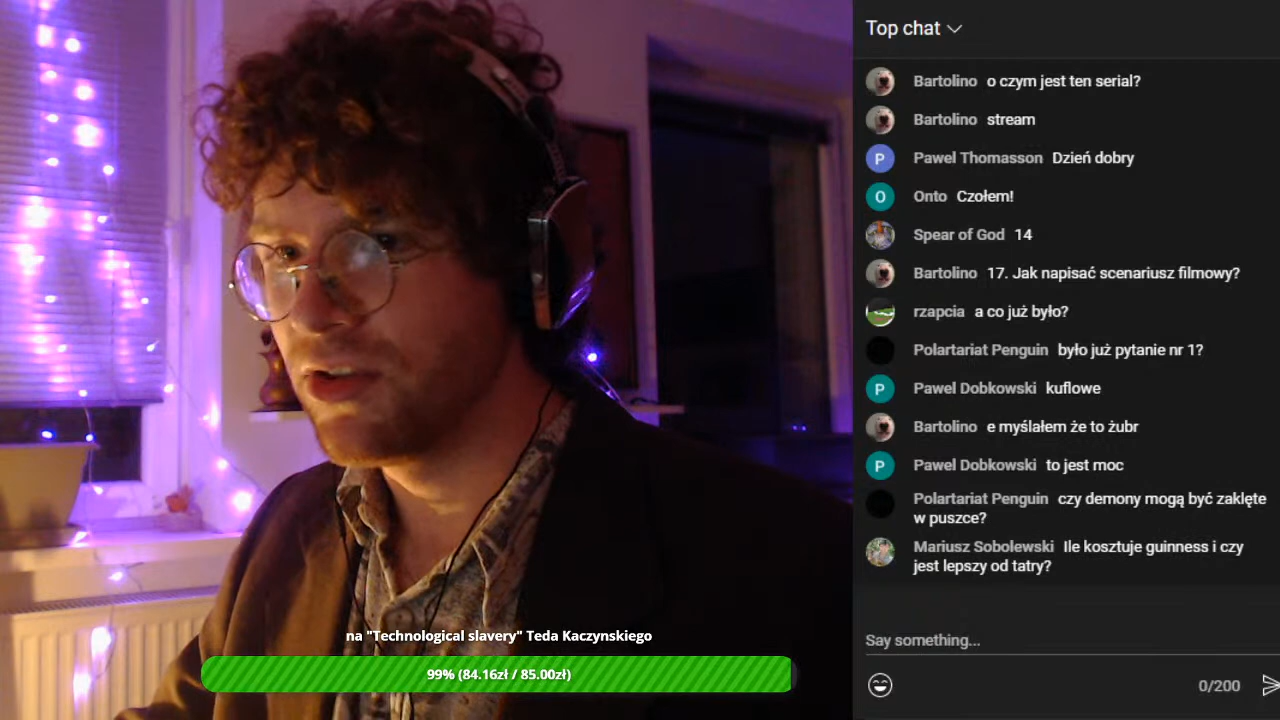 Top chat
Bartolino o czym jest ten serial?
Bartolino stream
P Pawel Thomasson Dzień dobry
O Onto Czołem!
Spear of God 14
Bartolino 17. Jak napisać scenariusz filmowy?
rzapcia a co już było?
Polartariat Penguin było już pytanie nr 1?
P Pawel Dobkowski kuflowe
Bartolino e myślałem że to żubr
P Pawel Dobkowski to jest moc
Polartariat Penguin czy demony mogą być zaklęte
w puszce?
Mariusz Sobolewski Ile kosztuje guinness i czy
jest lepszy od tatry?
Say something...
0/200
na "Technological slavery" Teda Kaczynskiego
99% (84.16zł / 85.00zł)